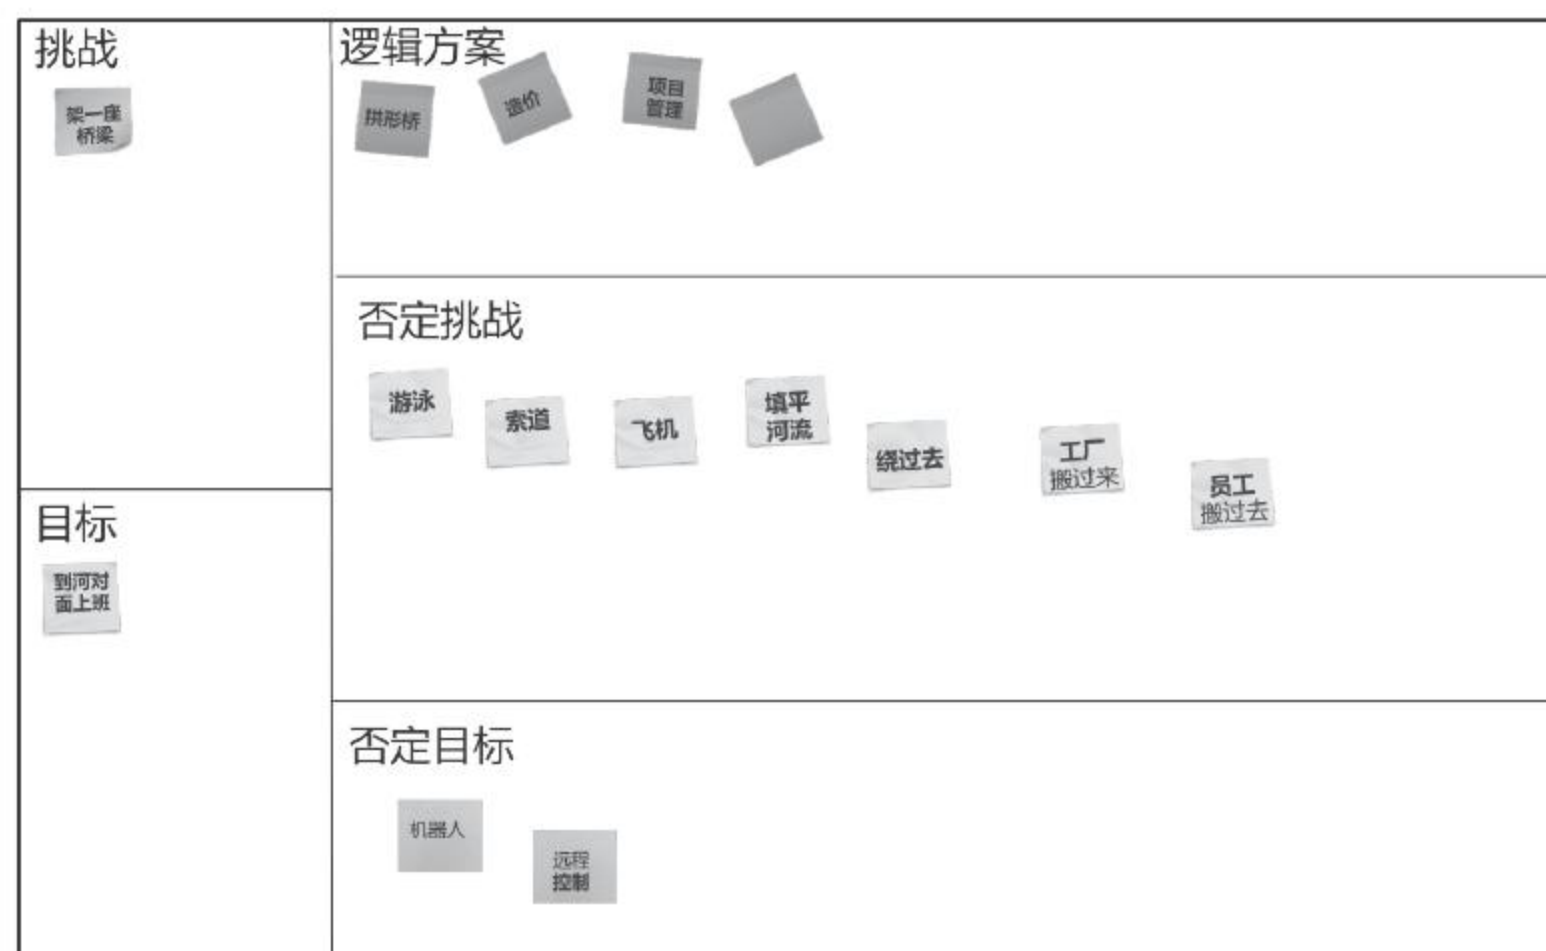 挑战
架一座
桥梁
逻辑方案
拱形桥
造价
项目
管理
否定挑战
游泳
索道
飞机
填平
河流
绕过去
工厂
搬过来
员工
搬过去
目标
到河对
面上班
否定目标
机器人
远程
控制